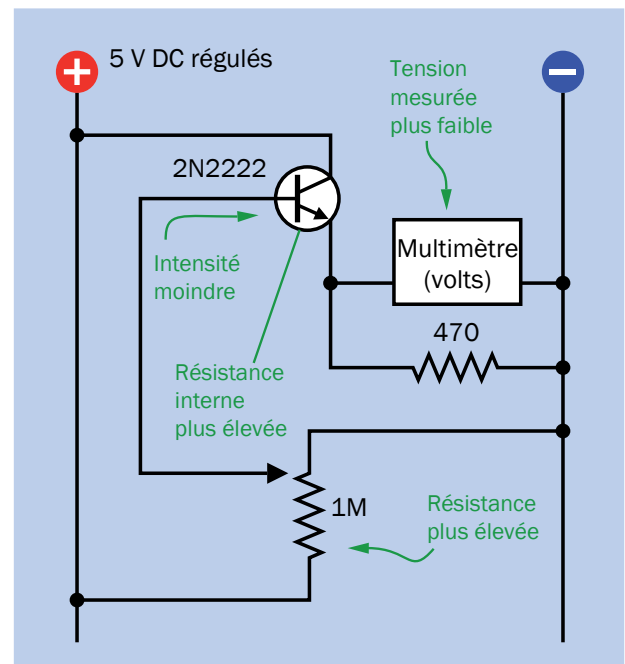 5 V DC régulés
Tension
mesurée
plus faible
2N2222
Intensité
moindre
Multimètre
(volts)
470
Résistance
interne
plus élevée
1M
Résistance
plus élevée